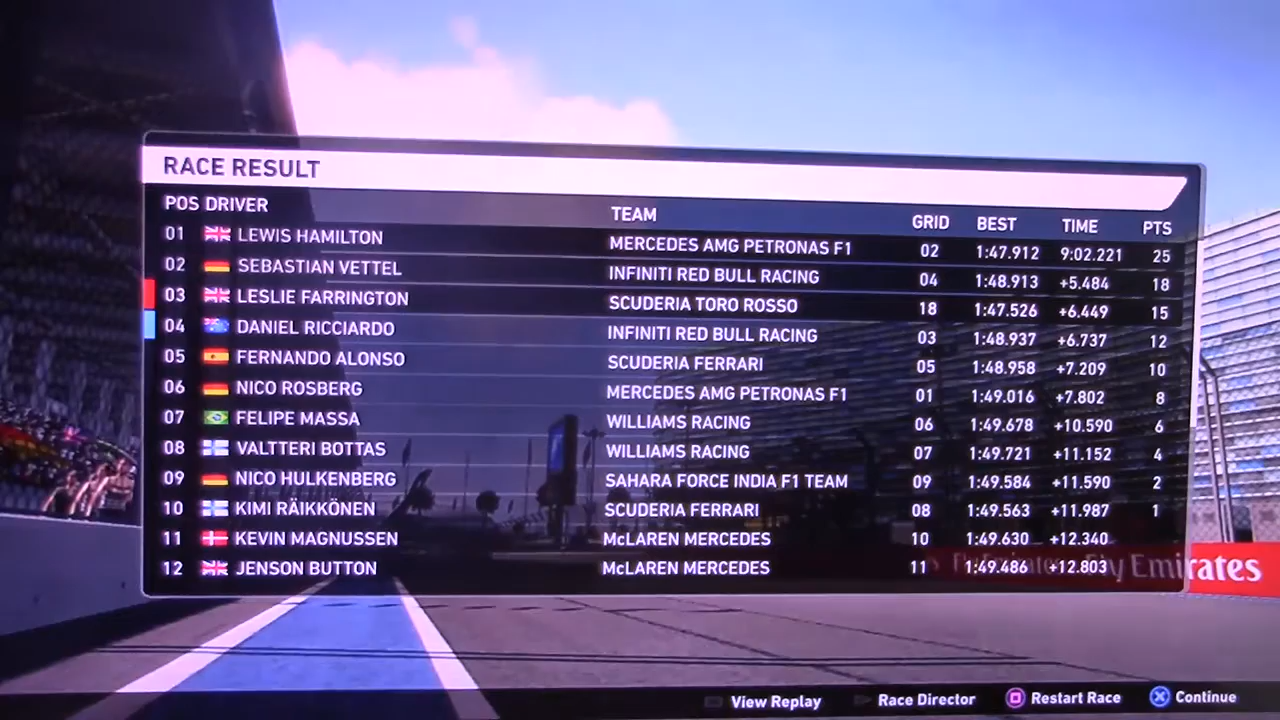 RACE RESULT
POS DRIVER TEAM GRID BEST TIME PTS
01 LEWIS HAMILTON MERCEDES AMG PETRONAS F1 02 1:47.912 9:02.221 25
02 SEBASTIAN VETTEL INFINITI RED BULL RACING 04 1:48.913 +5.484 18
03 LESLIE FARRINGTON SCUDERIA TORO ROSSO 18 1:47.526 +6.449 15
04 DANIEL RICCIARDO INFINITI RED BULL RACING 03 1:48.937 +6.737 12
05 FERNANDO ALONSO SCUDERIA FERRARI 05 1:48.958 +7.209 10
06 NICO ROSBERG MERCEDES AMG PETRONAS F1 01 1:49.016 +7.802 8
07 FELIPE MASSA WILLIAMS RACING 06 1:49.678 +10.590 6
08 VALTTERI BOTTAS WILLIAMS RACING 07 1:49.721 +11.152 4
09 NICO HULKENBERG SAHARA FORCE INDIA F1 TEAM 09 1:49.584 +11.590 2
10 KIMI RÄIKKÖNEN SCUDERIA FERRARI 08 1:49.563 +11.987 1
11 KEVIN MAGNUSSEN McLAREN MERCEDES 10 1:49.630 +12.340
12 JENSON BUTTON McLAREN MERCEDES 11 1:49.486 +12.803
Fly Emirates Fly Emirates
View Replay Race Director Restart Race Continue